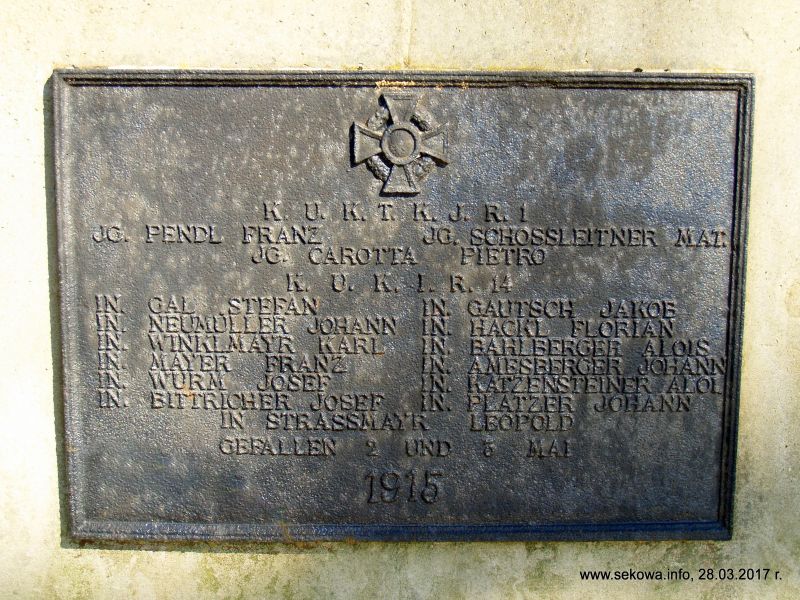 K. U. K. T. K. J. R. 1
JG. PENDL FRANZ JG. SCHOSSLEITNER MAT.
JG. CAROTTA PIETRO
K. U. K. I. R. 14
IN. GAL STEFAN IN. GAUTSCH JAKOB
IN. NEUMÜLLER JOHANN IN. HACKL FLORIAN
IN. WINKLMAYR KARL IN. BAHLBERGER ALOIS
IN. MAYER FRANZ IN. AMESBERGER JOHANN
IN. WURM JOSEF IN. KATZENSTEINER ALOI.
IN. BITTRICHER JOSEF IN. PLATZER JOHANN
IN STRASSMAYR LEOPOLD
GEFALLEN 2 UND MAI
1915
www.sekowa.info, 28.03.2017 r.